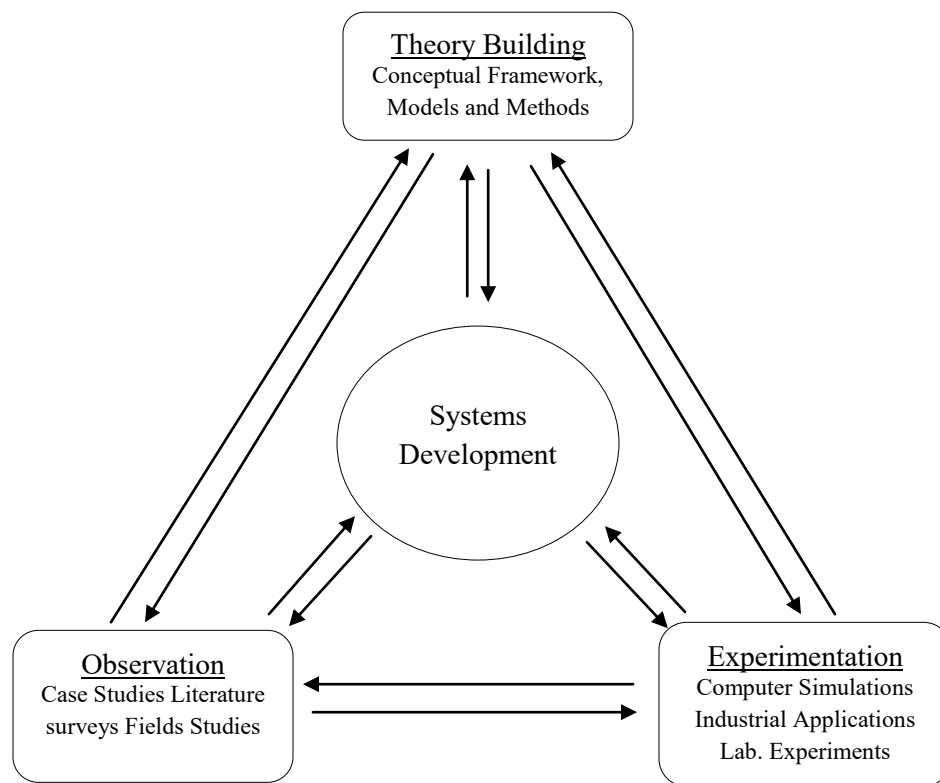 Theory Building
Conceptual Framework,
Models and Methods
Systems
Development
Observation
Case Studies Literature
surveys Fields Studies
Experimentation
Computer Simulations
Industrial Applications
Lab. Experiments